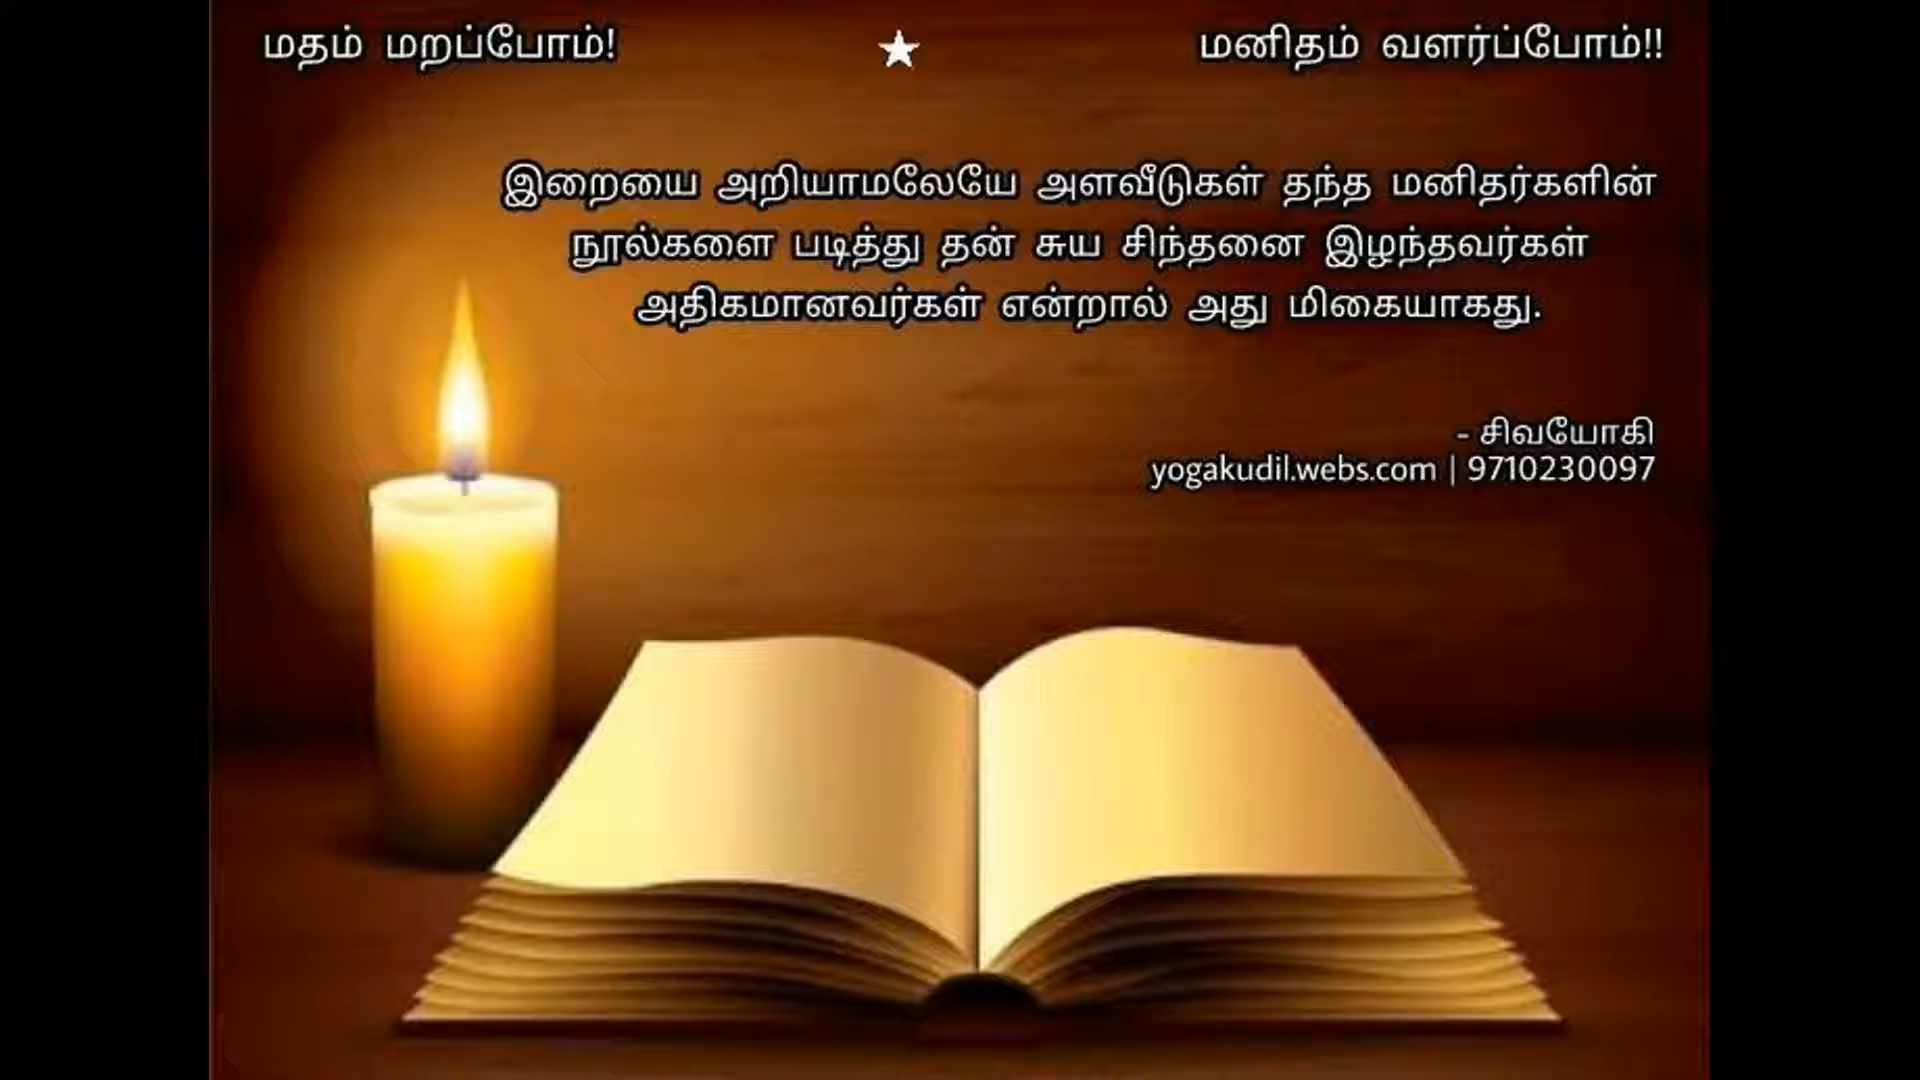 மதம் மறப்போம்! ★ மனிதம் வளர்ப்போம்!!
இறையை அறியாமலேயே அளவீடுகள் தந்த மனிதர்களின்
நூல்களை படித்து தன் சுய சிந்தனை இழந்தவர்கள்
அதிகமானவர்கள் என்றால் அது மிகையாகது.
- சிவயோகி
yogakudil.webs.com | 9710230097